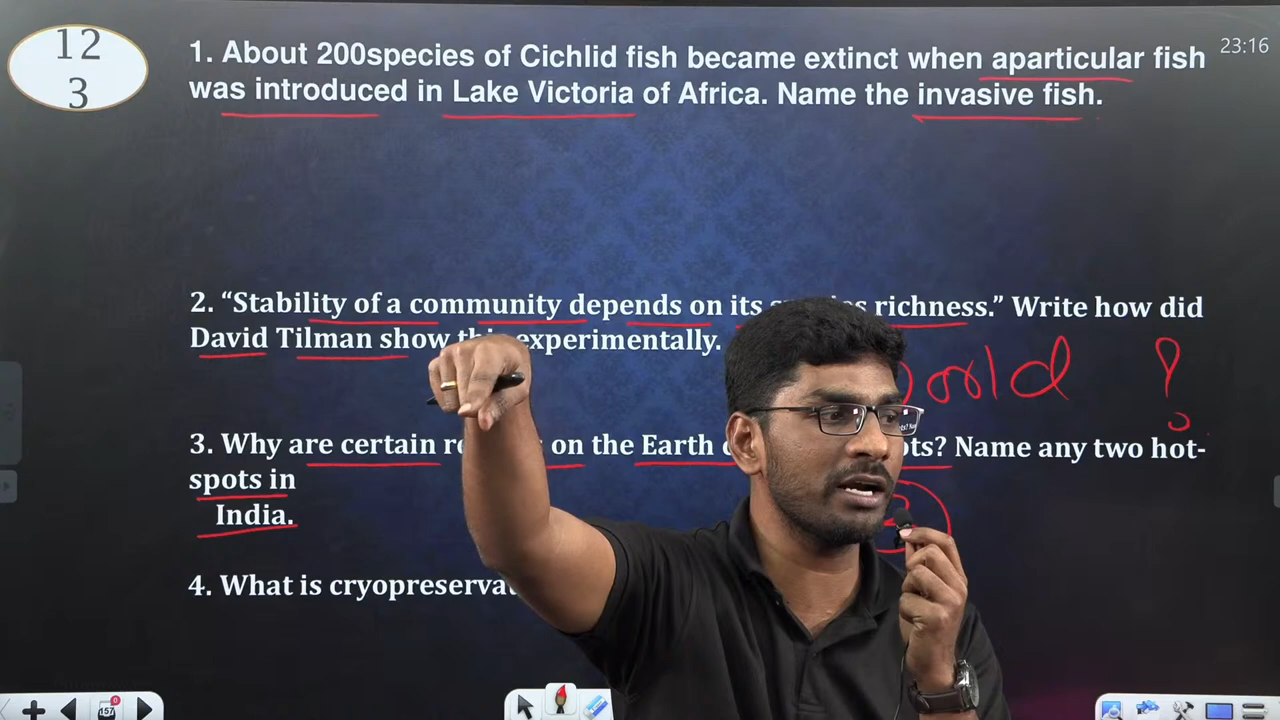 12
3
23:16
1. About 200species of Cichlid fish became extinct when aparticular fish
was introduced in Lake Victoria of Africa. Name the invasive fish.
2. “Stability of a community depends on its richness.” Write how did
David Tilman show experimentally.
3. Why are certain on the Earth Name any two hot-
spots in
India.
4. What is
157